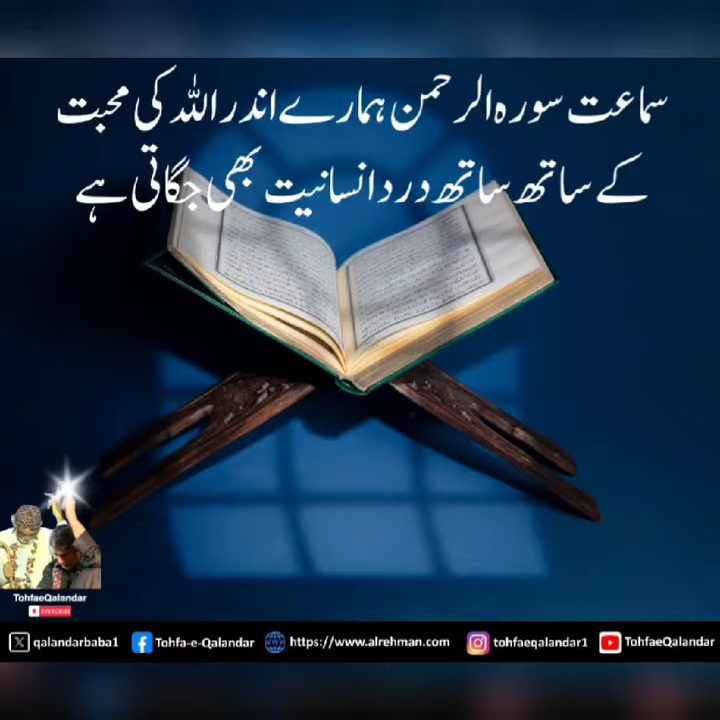 سماعت سورہ الرحمن ہمارے اندر اللہ کی محبت
کے ساتھ ساتھ درد انسانیت بھی جگاتی ہے
TohfaeQalandar
SUBSCRIBE
qalandarbaba1 Tohfa-e-Qalandar https://www.alrehman.com tohfaeqalandar1 TohfaeQalandar